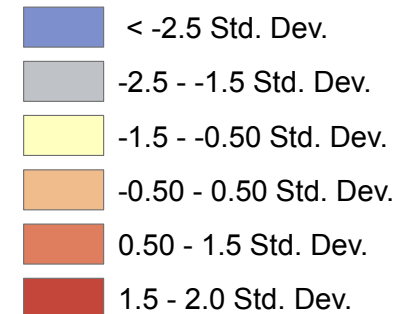 < -2.5 Std. Dev.
-2.5 - -1.5 Std. Dev.
-1.5 - -0.50 Std. Dev.
-0.50 - 0.50 Std. Dev.
0.50 - 1.5 Std. Dev.
1.5 - 2.0 Std. Dev.